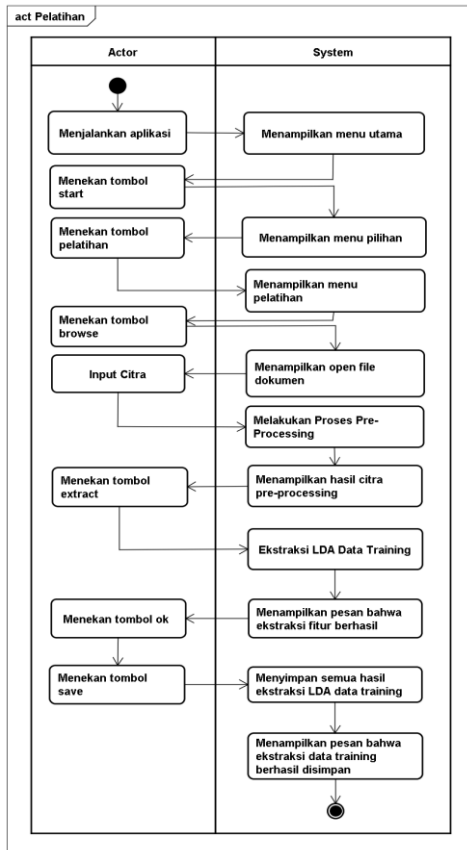 act Pelatihan
Actor
System
Menjalankan aplikasi
Menampilkan menu utama
Menekan tombol
start
Menekan tombol
pelatihan
Menampilkan menu pilihan
Menampilkan menu
pelatihan
Menekan tombol
browse
Menampilkan open file
dokumen
Input Citra
Melakukan Proses Pre-
Processing
Menekan tombol
extract
Menampilkan hasil citra
pre-processing
Ekstraksi LDA Data Training
Menekan tombol ok
Menampilkan pesan bahwa
ekstraksi fitur berhasil
Menekan tombol
save
Menyimpan semua hasil
ekstraksi LDA data training
Menampilkan pesan bahwa
ekstraksi data training
berhasil disimpan